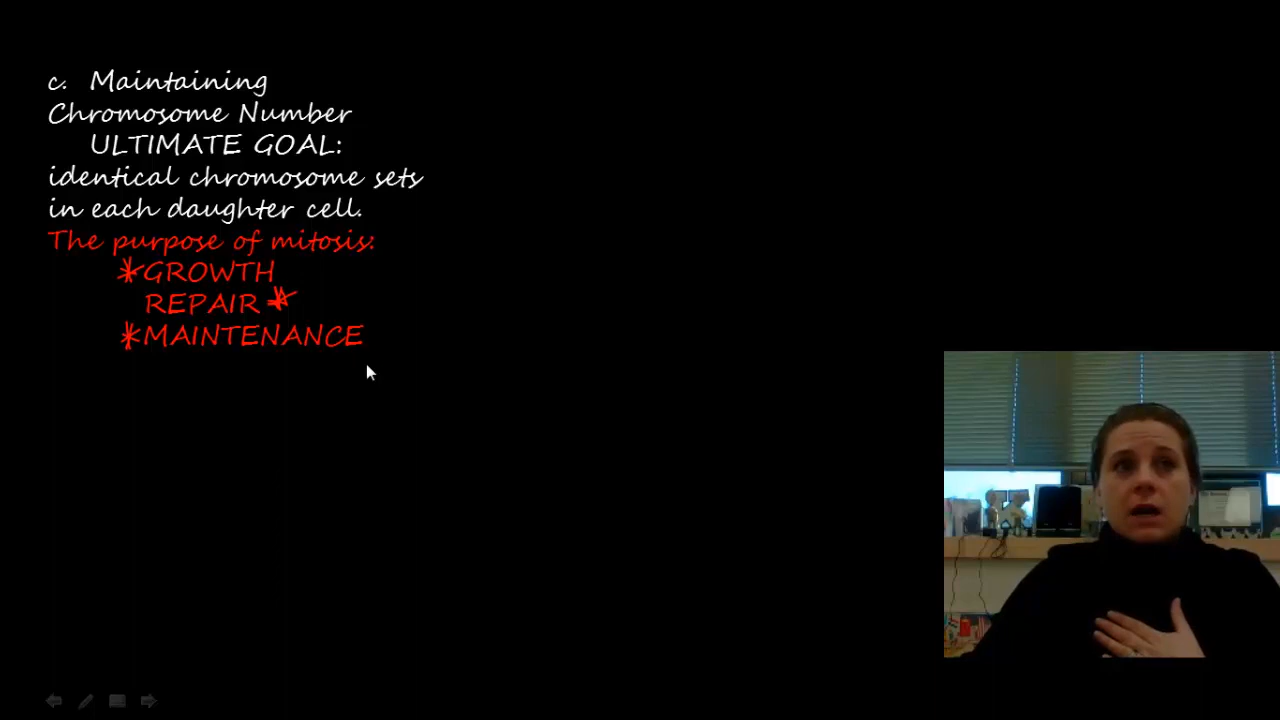 c. Maintaining
Chromosome Number
ULTIMATE GOAL:
identical chromosome sets
in each daughter cell.
The purpose of mitosis:
*GROWTH
REPAIR *
*MAINTENANCE